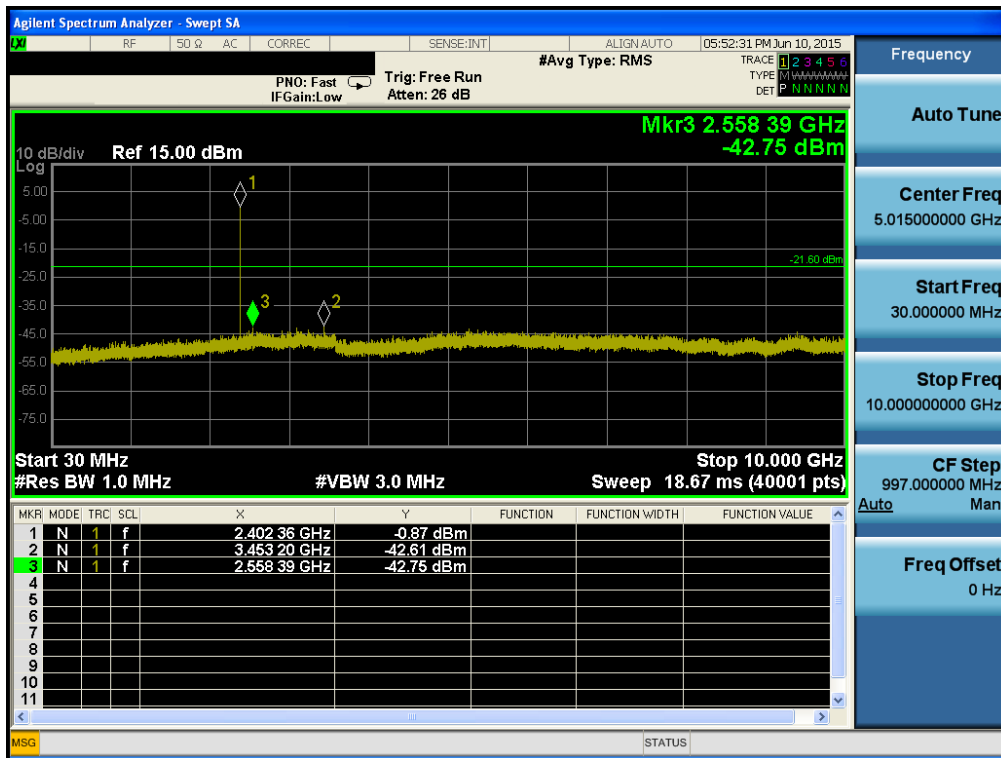 Agilent Spectrum Analyzer - Swept SA
LXI RF 50 Ω AC CORREC SENSE:INT ALIGN AUTO 05:52:31 PM Jun 10, 2015
#Avg Type: RMS
TRACE 1 2 3 4 5 6
TYPE M WWWWW
DET P N N N N N
PNO: Fast
IFGain:Low
Trig: Free Run
Atten: 26 dB
Mkr3 2.558 39 GHz
-42.75 dBm
10 dB/div Ref 15.00 dBm
Log
1
5.00
-5.00
-15.0
-21.60 dBm
-25.0
3 2
-35.0
-45.0
-55.0
-65.0
-75.0
Start 30 MHz Stop 10.000 GHz
#Res BW 1.0 MHz #VBW 3.0 MHz Sweep 18.67 ms (40001 pts)
MKR MODE TRC SCL X Y FUNCTION FUNCTION WIDTH FUNCTION VALUE
1 N 1 f 2.402 36 GHz -0.87 dBm
2 N 1 f 3.453 20 GHz -42.61 dBm
3 N 1 f 2.558 39 GHz -42.75 dBm
4
5
6
7
8
9
10
11
MSG STATUS
Frequency
Auto Tune
Center Freq
5.015000000 GHz
Start Freq
30.000000 MHz
Stop Freq
10.000000000 GHz
CF Step
997.000000 MHz
Auto Man
Freq Offset
0 Hz